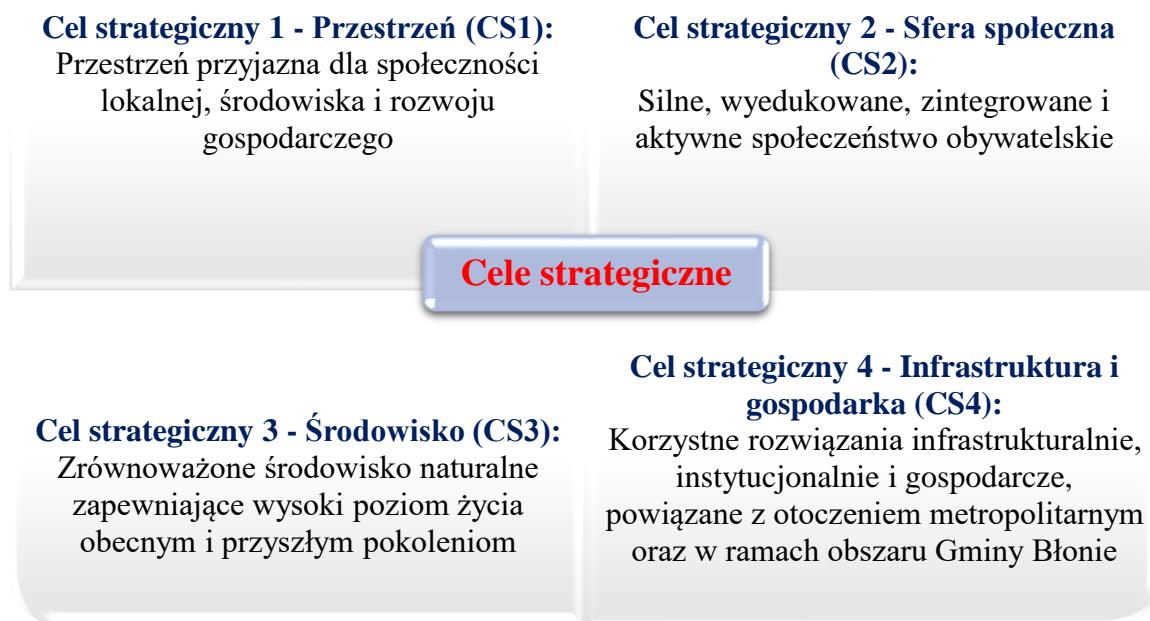 Cel strategiczny 1 - Przestrzeń (CS1):
Przestrzeń przyjazna dla społeczności
lokalnej, środowiska i rozwoju
gospodarczego
Cel strategiczny 2 - Sfera społeczna
(CS2):
Silne, wyedukowane, zintegrowane i
aktywne społeczeństwo obywatelskie
Cele strategiczne
Cel strategiczny 3 - Środowisko (CS3):
Zrównoważone środowisko naturalne
zapewniające wysoki poziom życia
obecnym i przyszłym pokoleniom
Cel strategiczny 4 - Infrastruktura i
gospodarka (CS4):
Korzystne rozwiązania infrastrukturalnie,
instytucjonalnie i gospodarcze,
powiązane z otoczeniem metropolitarnym
oraz w ramach obszaru Gminy Błonie